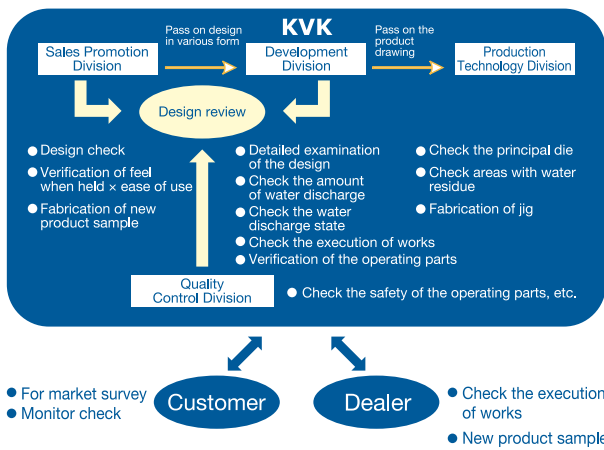 KVK
Pass on design
in various form
Pass on the
product
drawing
Sales Promotion
Division
Development
Division
Production
Technology Division
Design review
● Design check
● Verification of feel
when held × ease of use
● Fabrication of new
product sample
● Detailed examination
of the design
● Check the amount
of water discharge
● Check the water
discharge state
● Check the execution of works
● Verification of the operating parts
● Check the principal die
● Check areas with water
residue
● Fabrication of jig
Quality
Control Division
● Check the safety of the operating parts, etc.
● For market survey
● Monitor check
Customer
Dealer
● Check the execution
of works
● New product sample